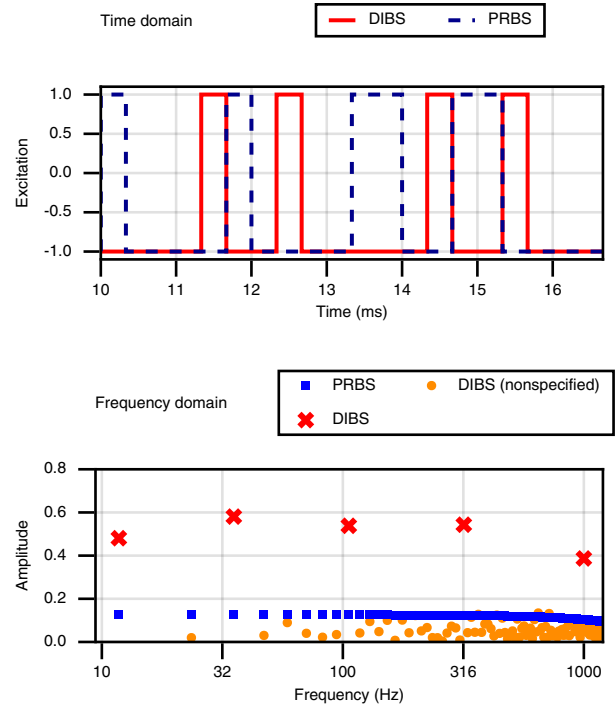 Time domain
DIBS PRBS
Excitation
1.0
0.5
0.0
-0.5
-1.0
10 11 12 13 14 15 16
Time (ms)
Frequency domain
PRBS DIBS (nonspecified)
DIBS
Amplitude
0.8
0.6
0.4
0.2
0.0
10 32 100 316 1000
Frequency (Hz)